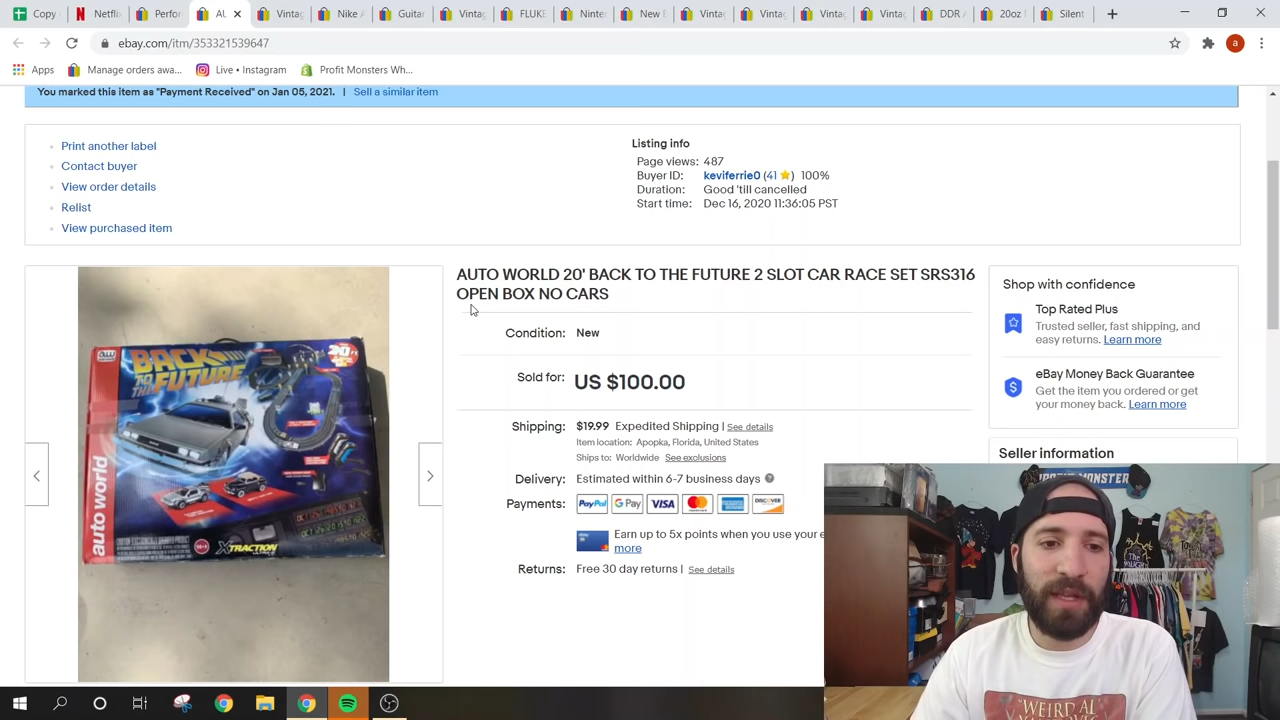 Copy
Netfli
Perfor
AU
Vintag
Nike A
Guitar
Vintag
FLUKE
Ninter
New B
Vintag
Vintag
Vintag
Vintag
DDR
20oz
Silent
ebay.com/itm/353321539647
a
Apps
Manage orders awa...
Live • Instagram
Profit Monsters Wh...
You marked this item as "Payment Received" on Jan 05, 2021. | Sell a similar item
Print another label
Contact buyer
View order details
Relist
View purchased item
Listing info
Page views: 487
Buyer ID: keviferrie0 (41 ) 100%
Duration: Good 'till cancelled
Start time: Dec 16, 2020 11:36:05 PST
AUTO WORLD 20' BACK TO THE FUTURE 2 SLOT CAR RACE SET SRS316
OPEN BOX NO CARS
Condition: New
Sold for: US $100.00
Shipping: $19.99 Expedited Shipping | See details
Item location: Apopka, Florida, United States
Ships to: Worldwide See exclusions
Delivery: Estimated within 6-7 business days
Payments: PayPal G Pay VISA DISCOVER
Earn up to 5x points when you use your e
more
Returns: Free 30 day returns | See details
Shop with confidence
Top Rated Plus
Trusted seller, fast shipping, and
easy returns. Learn more
eBay Money Back Guarantee
Get the item you ordered or get
your money back. Learn more
Seller information
BACK
TO THE
FUTURE
auto world
XTRACTION
"WEIRD AL"